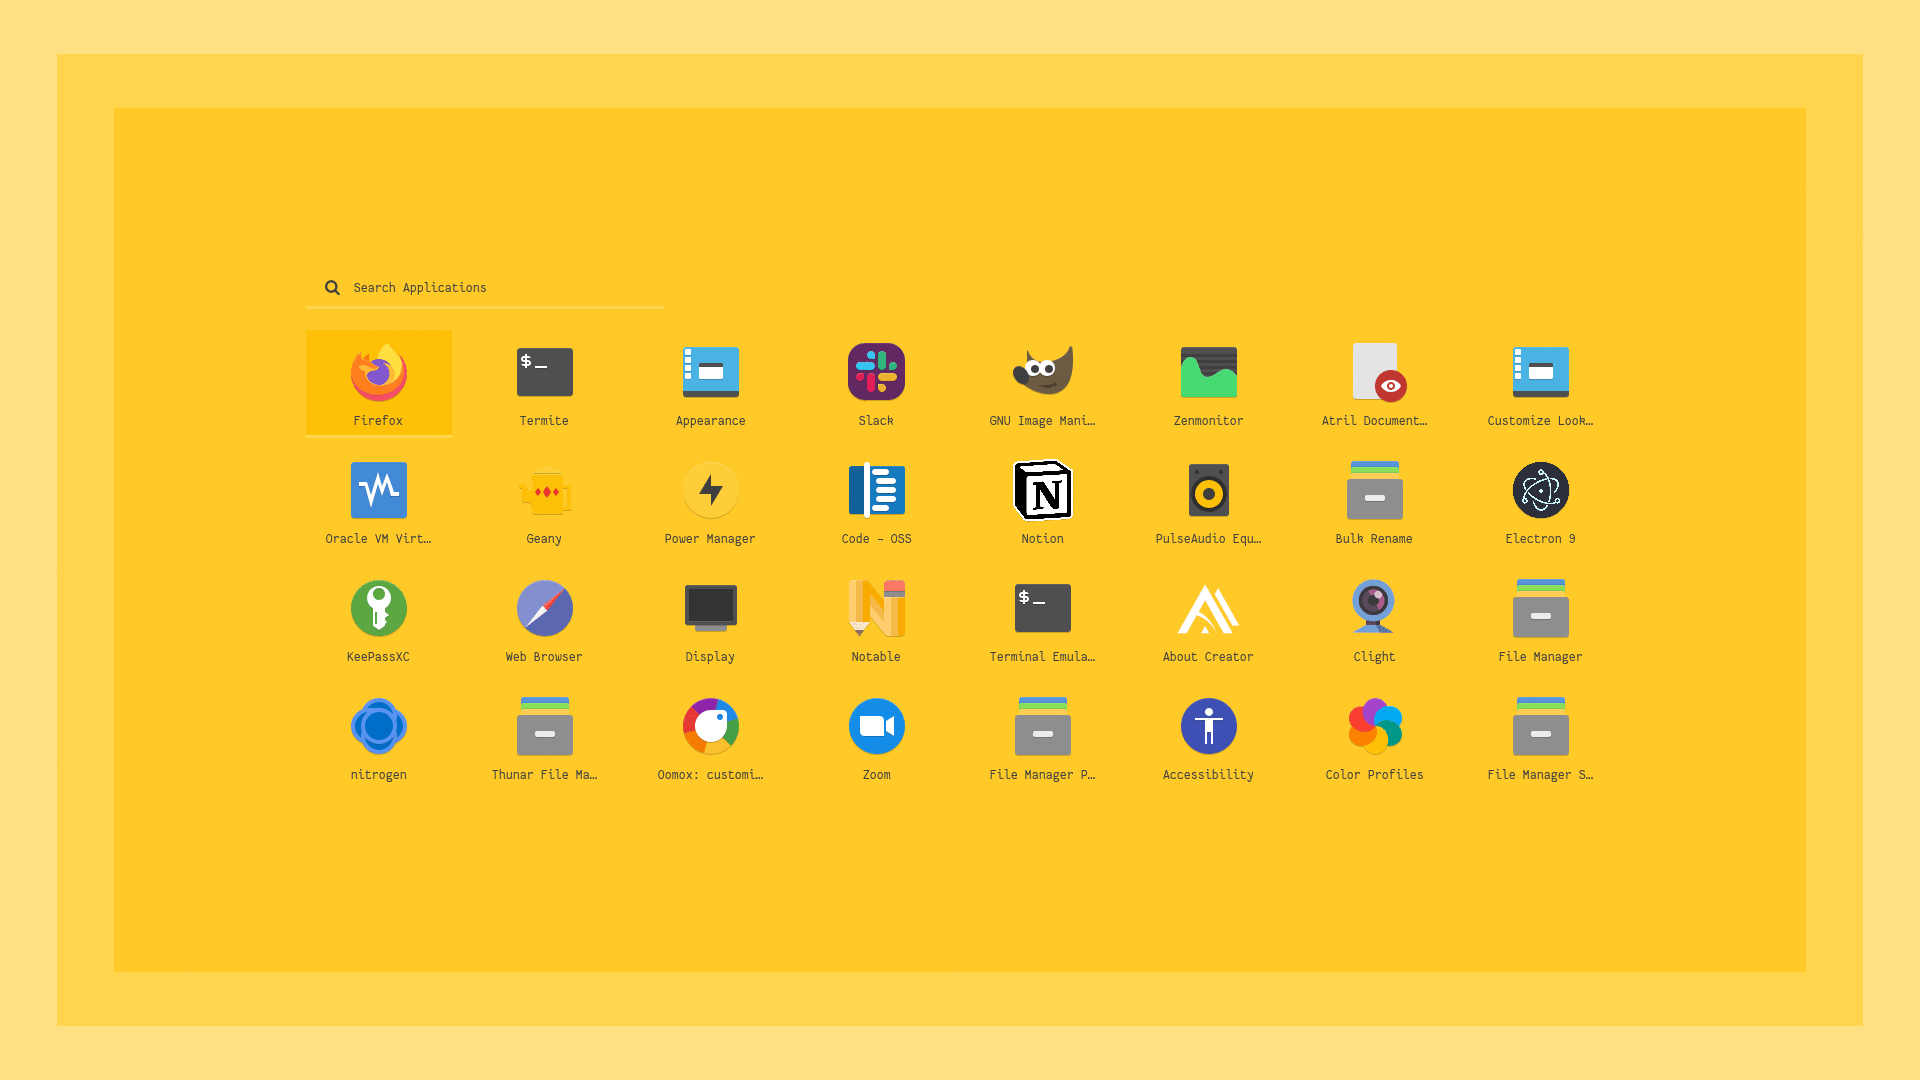 Search Applications
Firefox
Termite
Appearance
Slack
GNU Image Mani…
Zenmonitor
Atril Document…
Customize Look…
Oracle VM Virt…
Geany
Power Manager
Code - OSS
Notion
PulseAudio Equ…
Bulk Rename
Electron 9
KeePassXC
Web Browser
Display
Notable
Terminal Emula…
About Creator
Clight
File Manager
nitrogen
Thunar File Ma…
Oomox: customi…
Zoom
File Manager P…
Accessibility
Color Profiles
File Manager S…